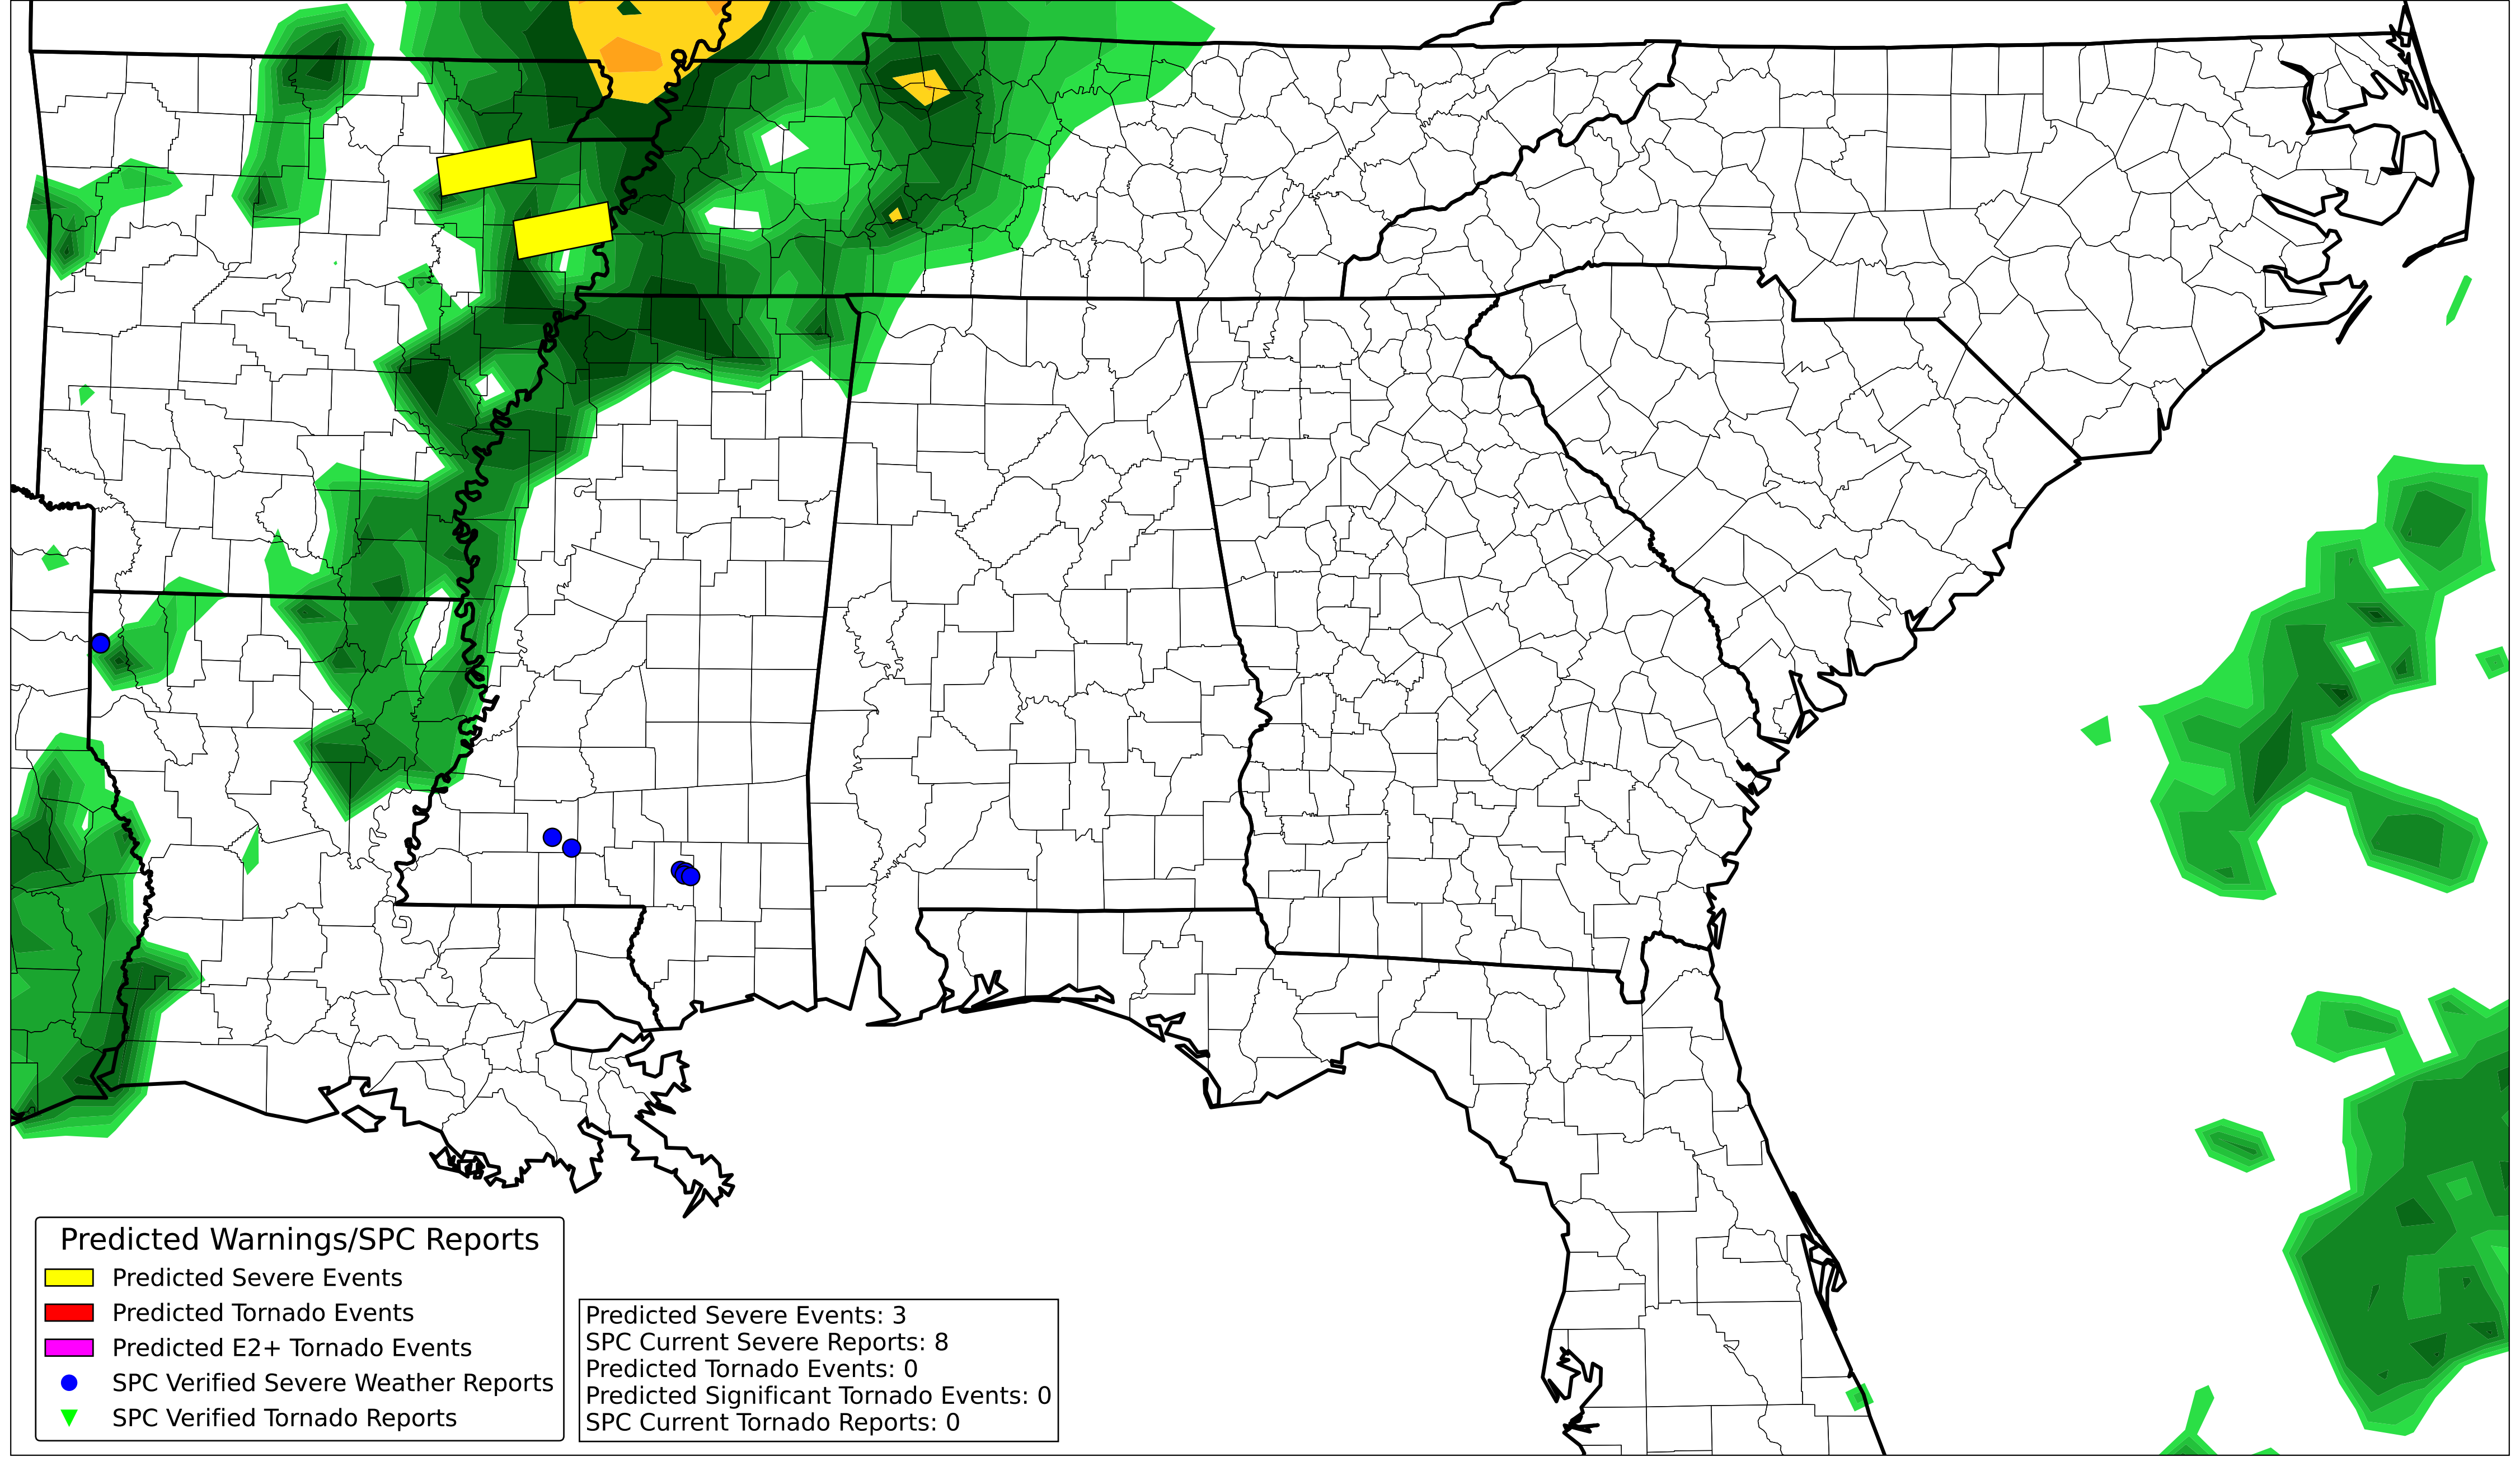 Predicted Warnings/SPC Reports
Predicted Severe Events
Predicted Tornado Events
Predicted E2+ Tornado Events
SPC Verified Severe Weather Reports
SPC Verified Tornado Reports
Predicted Severe Events: 3
SPC Current Severe Reports: 8
Predicted Tornado Events: 0
Predicted Significant Tornado Events: 0
SPC Current Tornado Reports: 0